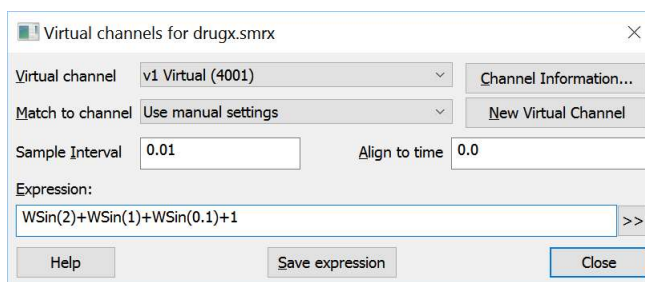 Virtual channels for drugx.smrx
Virtual channel v1 Virtual (4001) Channel Information...
Match to channel Use manual settings New Virtual Channel
Sample Interval 0.01 Align to time 0.0
Expression:
WSin(2)+WSin(1)+WSin(0.1)+1 >>
Help Save expression Close